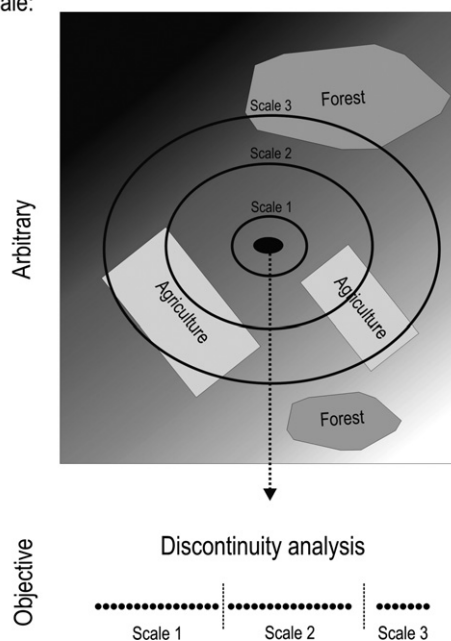 Forest
Scale 3
Scale 2
Scale 1
Arbitrary
Agriculture
Agriculture
Forest
Discontinuity analysis
Objective
Scale 1
Scale 2
Scale 3